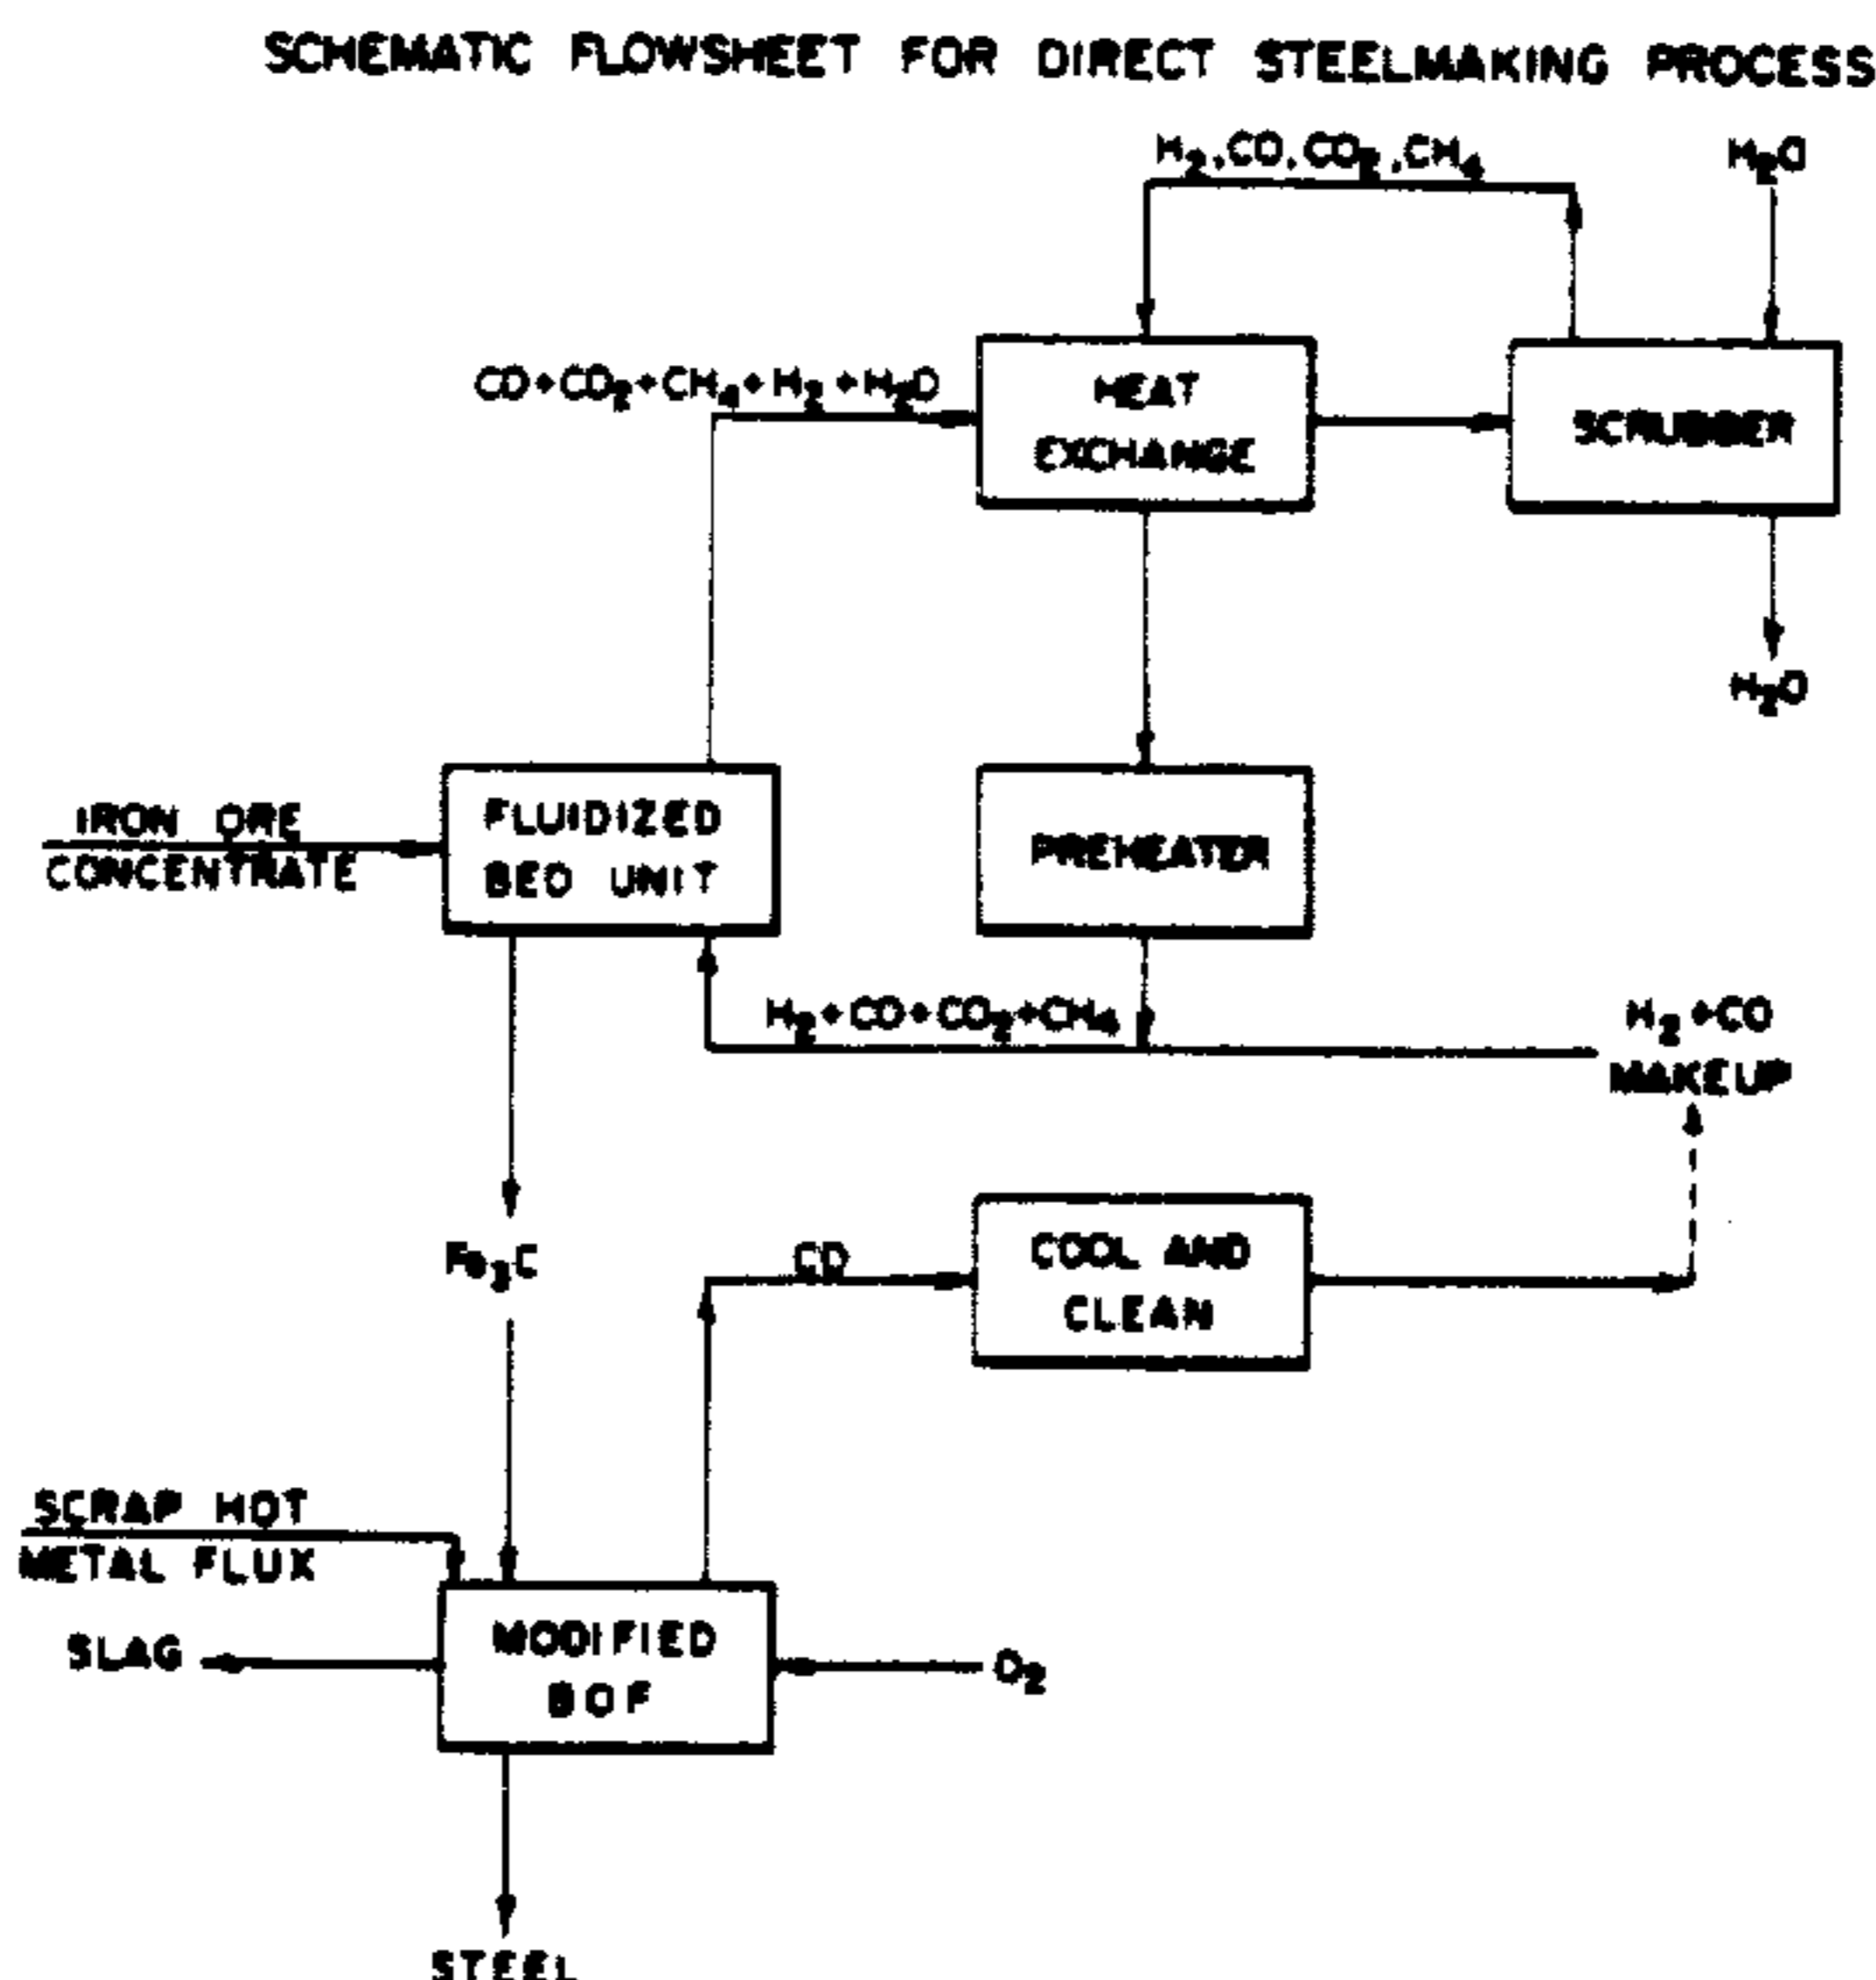 SCHEMATIC FLOWSHEET FOR DIRECT STEELMAKING PROCESS
H₂,CO,CO₂,CH₄
H₂O
CO+CO₂+CH₄+H₂+H₂O
HEAT
EXCHANGE
SCRUBBER
H₂O
IRON ORE
CONCENTRATE
FLUIDIZED
BED UNIT
PREHEATER
H₂+CO+CO₂+CH₄
H₂+CO
MAKEUP
Fe₃C
CO
COOL AND
CLEAN
SCRAP HOT
METAL FLUX
SLAG
MODIFIED
BOF
O₂
STEEL